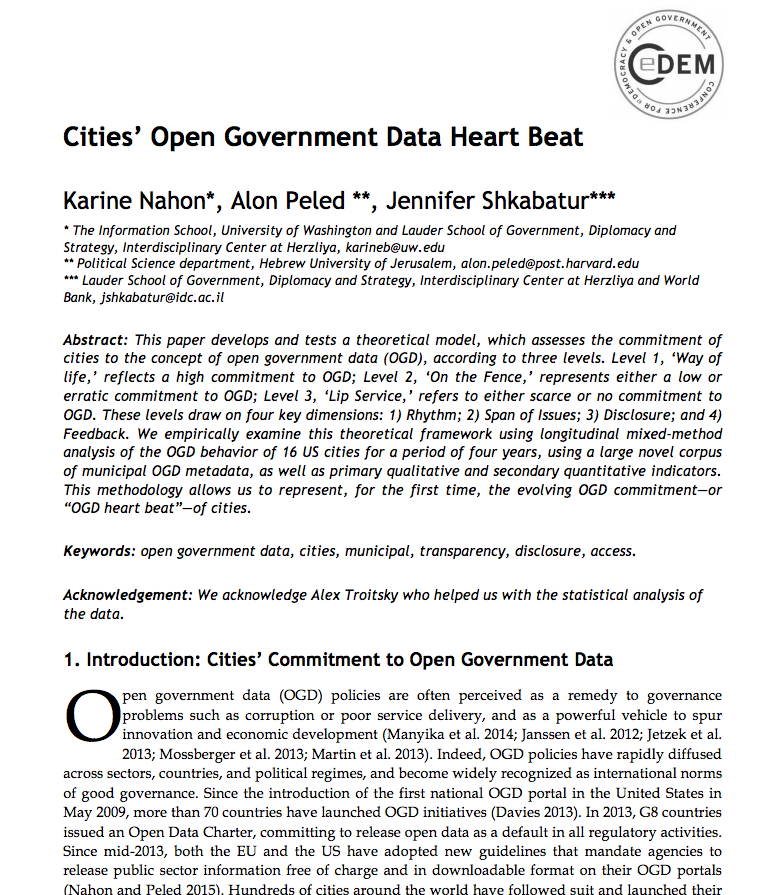 CONFERENCE FOR eDEMOCRACY & OPEN GOVERNMENT
CeDEM
Cities’ Open Government Data Heart Beat
Karine Nahon*, Alon Peled **, Jennifer Shkabatur***
* The Information School, University of Washington and Lauder School of Government, Diplomacy and
Strategy, Interdisciplinary Center at Herzliya, karineb@uw.edu
** Political Science department, Hebrew University of Jerusalem, alon.peled@post.harvard.edu
*** Lauder School of Government, Diplomacy and Strategy, Interdisciplinary Center at Herzliya and World
Bank, jshkabatur@idc.ac.il
Abstract: This paper develops and tests a theoretical model, which assesses the commitment of
cities to the concept of open government data (OGD), according to three levels. Level 1, ‘Way of
life,’ reflects a high commitment to OGD; Level 2, ‘On the Fence,’ represents either a low or
erratic commitment to OGD; Level 3, ‘Lip Service,’ refers to either scarce or no commitment to
OGD. These levels draw on four key dimensions: 1) Rhythm; 2) Span of Issues; 3) Disclosure; and 4)
Feedback. We empirically examine this theoretical framework using longitudinal mixed-method
analysis of the OGD behavior of 16 US cities for a period of four years, using a large novel corpus
of municipal OGD metadata, as well as primary qualitative and secondary quantitative indicators.
This methodology allows us to represent, for the first time, the evolving OGD commitment—or
“OGD heart beat”—of cities.
Keywords: open government data, cities, municipal, transparency, disclosure, access.
Acknowledgement: We acknowledge Alex Troitsky who helped us with the statistical analysis of
the data.
1. Introduction: Cities’ Commitment to Open Government Data
Open government data (OGD) policies are often perceived as a remedy to governance
problems such as corruption or poor service delivery, and as a powerful vehicle to spur
innovation and economic development (Manyika et al. 2014; Janssen et al. 2012; Jetzek et al.
2013; Mossberger et al. 2013; Martin et al. 2013). Indeed, OGD policies have rapidly diffused
across sectors, countries, and political regimes, and become widely recognized as international norms
of good governance. Since the introduction of the first national OGD portal in the United States in
May 2009, more than 70 countries have launched OGD initiatives (Davies 2013). In 2013, G8 countries
issued an Open Data Charter, committing to release open data as a default in all regulatory activities.
Since mid-2013, both the EU and the US have adopted new guidelines that mandate agencies to
release public sector information free of charge and in downloadable format on their OGD portals
(Nahon and Peled 2015). Hundreds of cities around the world have followed suit and launched their